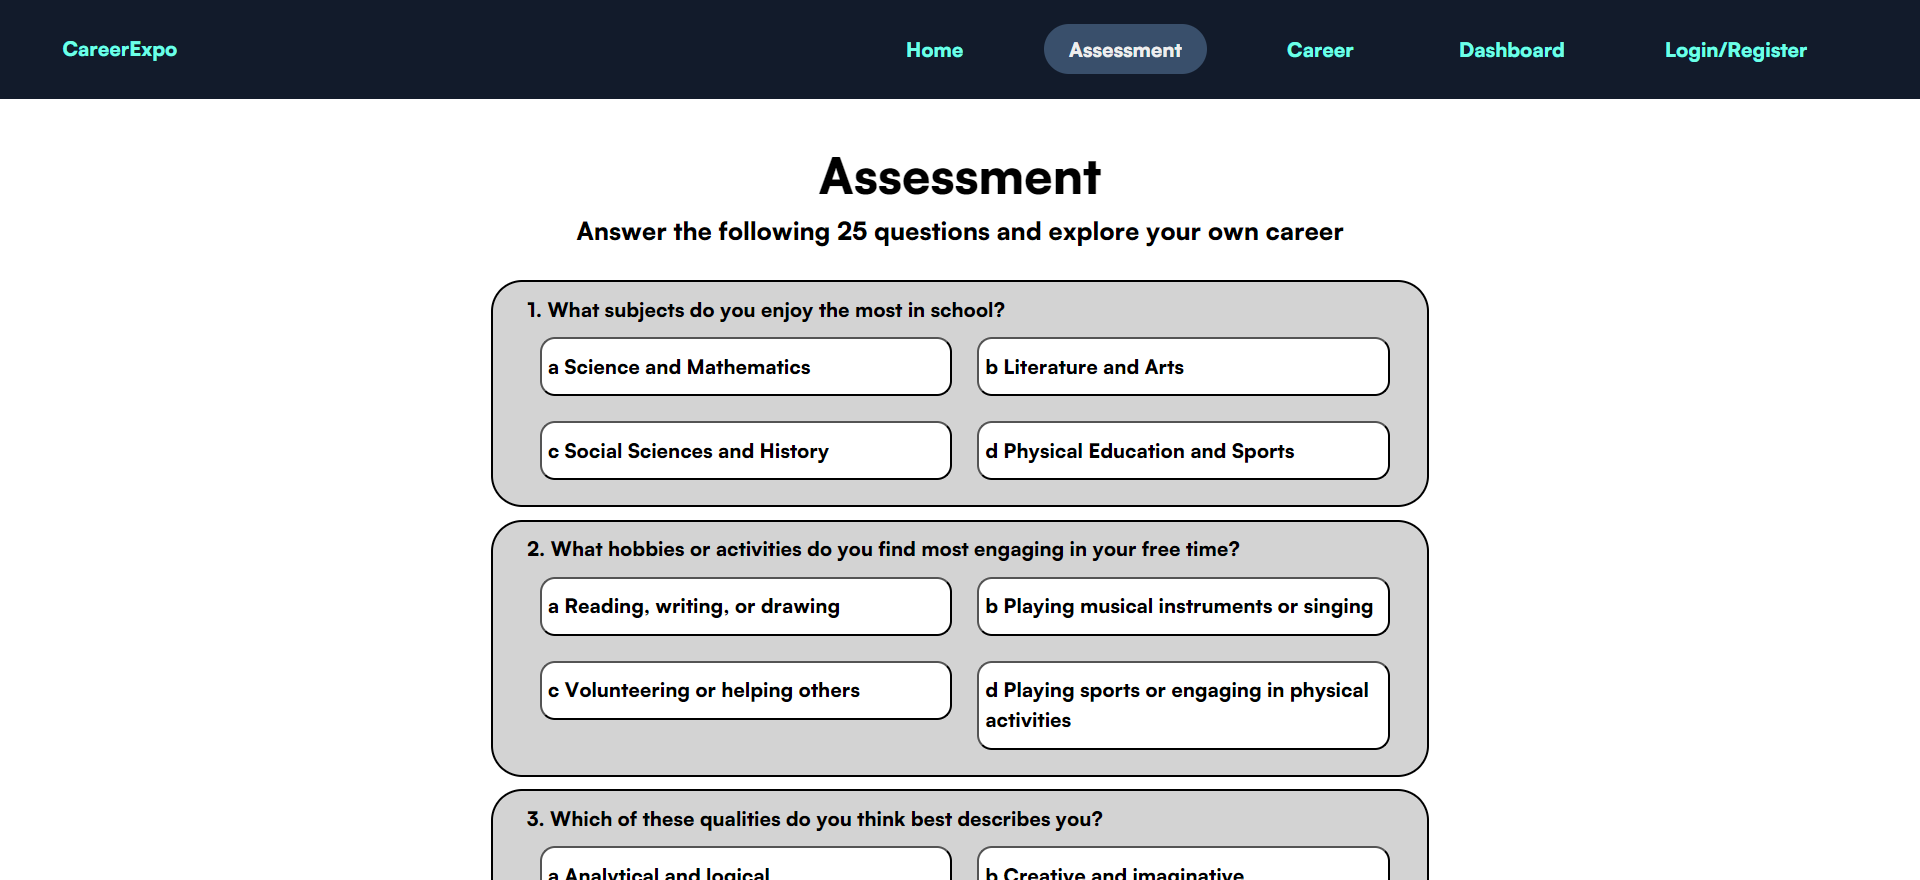 CareerExpo
Home
Assessment
Career
Dashboard
Login/Register
Assessment
Answer the following 25 questions and explore your own career
1. What subjects do you enjoy the most in school?
a Science and Mathematics
b Literature and Arts
c Social Sciences and History
d Physical Education and Sports
2. What hobbies or activities do you find most engaging in your free time?
a Reading, writing, or drawing
b Playing musical instruments or singing
c Volunteering or helping others
d Playing sports or engaging in physical
activities
3. Which of these qualities do you think best describes you?
a Analytical and logical
b Creative and imaginative